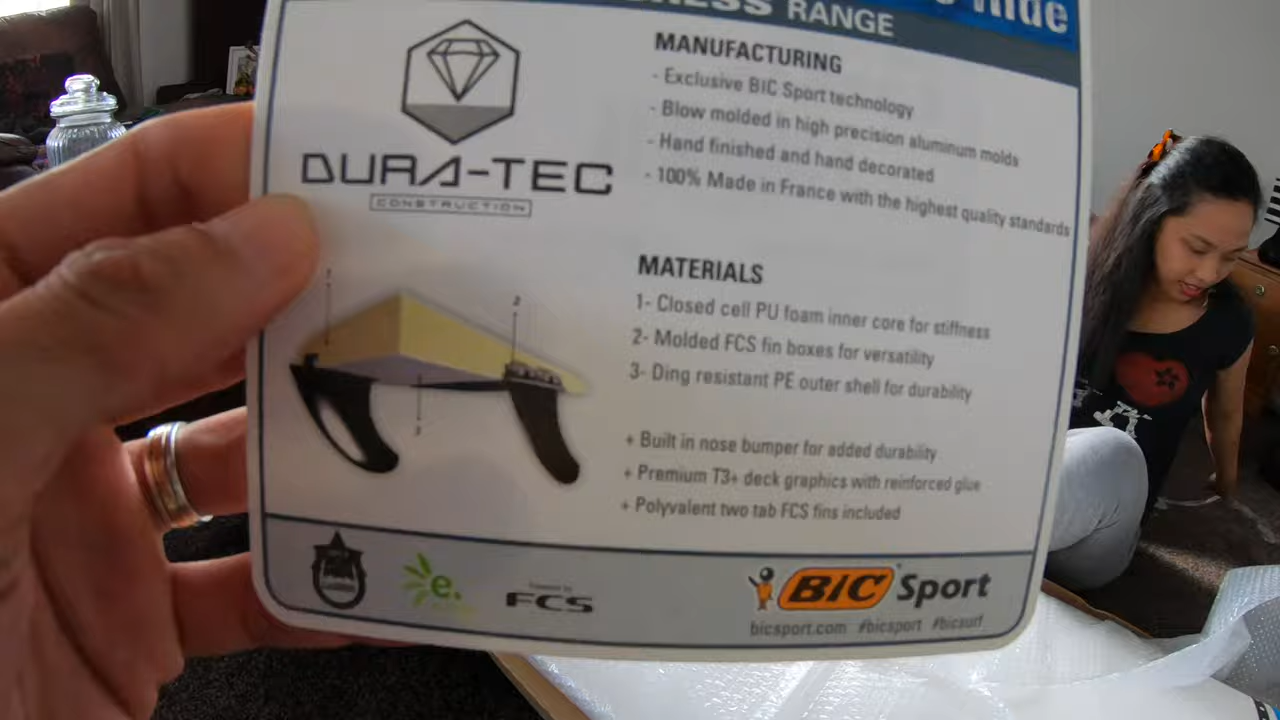 RANGE
MANUFACTURING
- Exclusive BIC Sport technology
- Blow molded in high precision aluminum molds
- Hand finished and hand decorated
- 100% Made in France with the highest quality standards
DURA-TEC
CONSTRUCTION
MATERIALS
1- Closed cell PU foam inner core for stiffness
2- Molded FCS fin boxes for versatility
3- Ding resistant PE outer shell for durability
+ Built in nose bumper for added durability
+ Premium T3+ deck graphics with reinforced glue
+ Polyvalent two tab FCS fins included
1
2
3
e.
FCS
BIC Sport
bicsport.com #bicsport #bicsurf